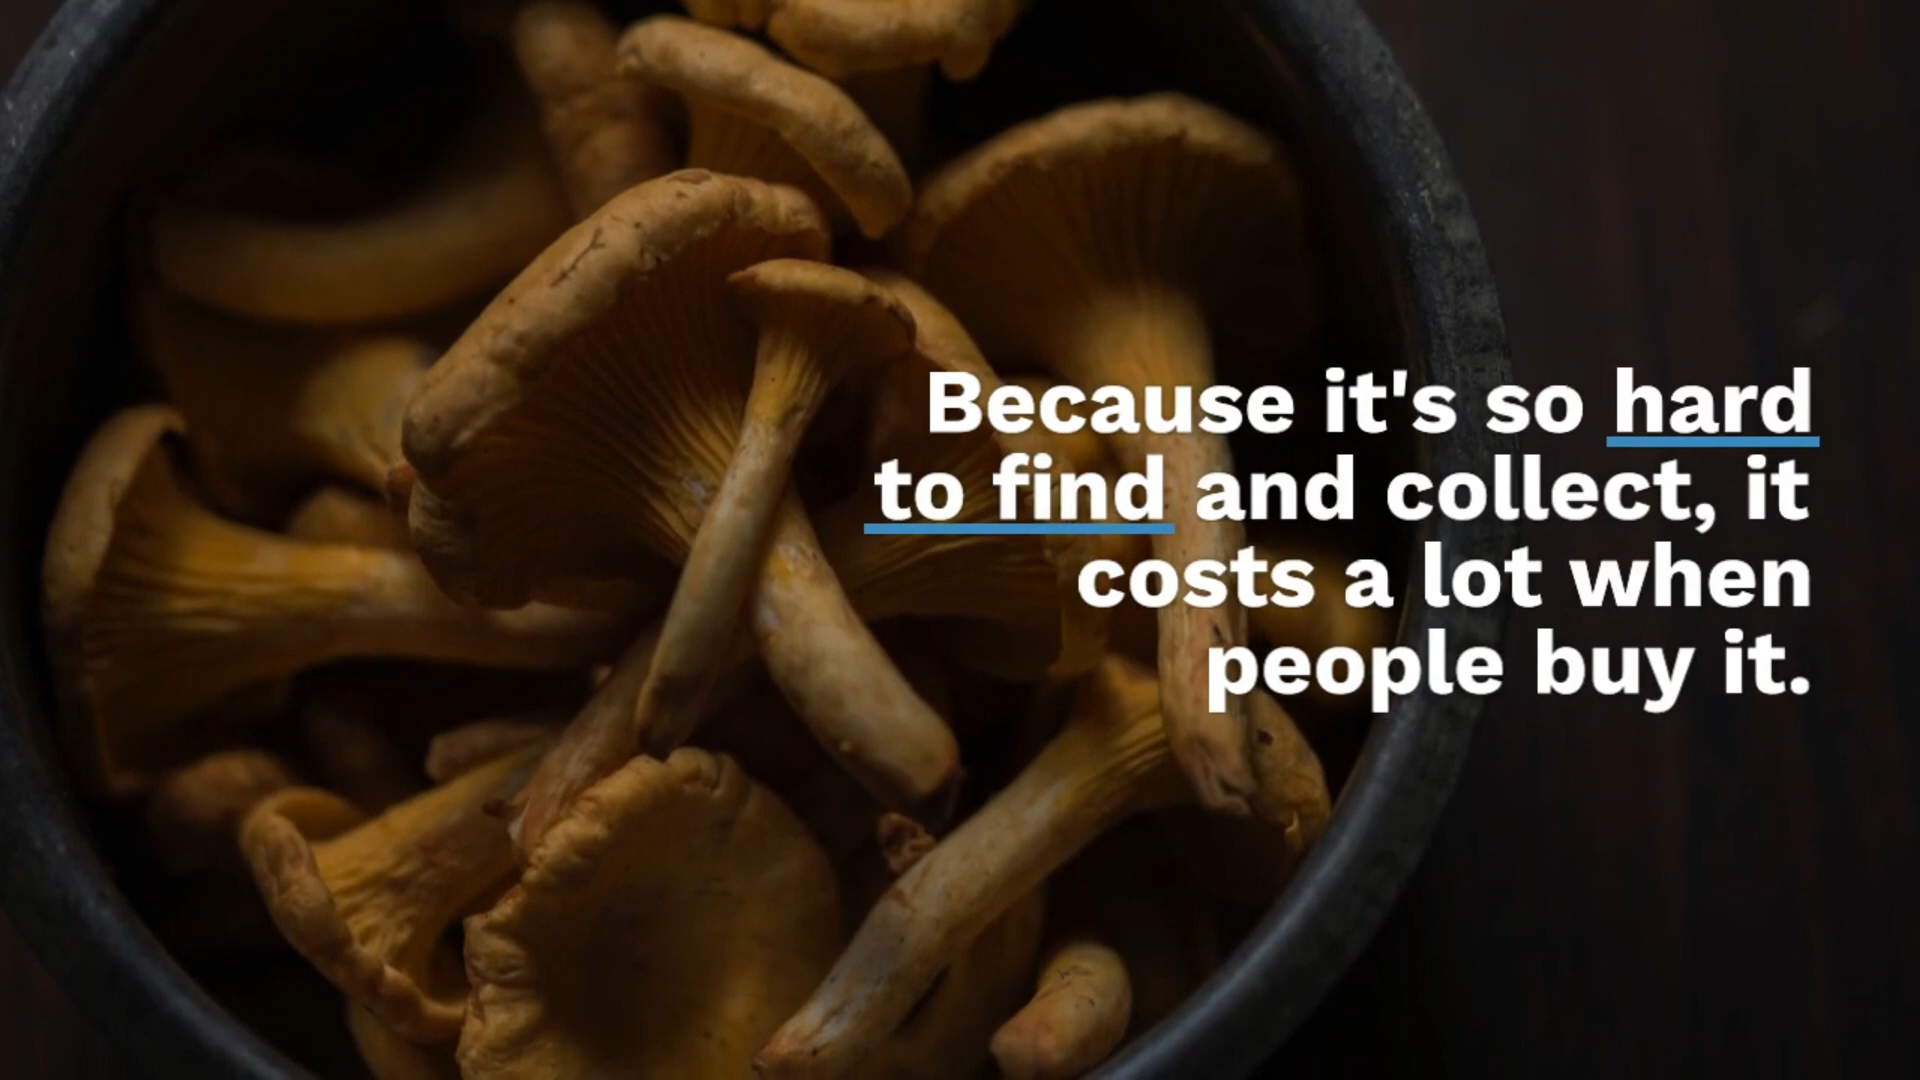 Because it's so hard
to find and collect, it
costs a lot when
people buy it.